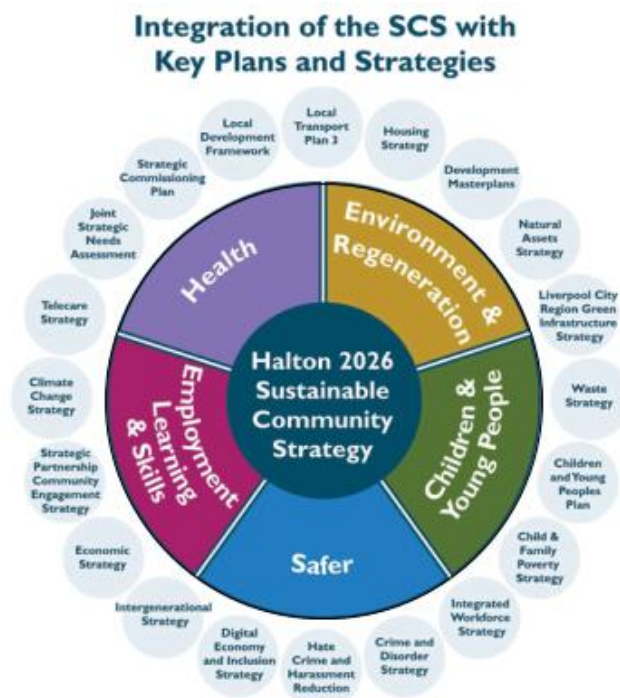 Integration of the SCS with
Key Plans and Strategies
Local
Transport
Plan 3
Housing
Strategy
Development
Masterplans
Natural
Assets
Strategy
Liverpool City
Region Green
Infrastructure
Strategy
Waste
Strategy
Children
and Young
Peoples
Plan
Child &
Family
Poverty
Strategy
Integrated
Workforce
Strategy
Crime and
Disorder
Strategy
Hate
Crime and
Harassment
Reduction
Digital
Economy
and Inclusion
Strategy
Intergenerational
Strategy
Economic
Strategy
Strategic
Partnership
Community
Engagement
Strategy
Climate
Change
Strategy
Telecare
Strategy
Joint
Strategic
Needs
Assessment
Strategic
Commissioning
Plan
Local
Development
Framework
Health
Environment &
Regeneration
Children &
Young People
Safer
Employment
Learning
& Skills
Halton 2026
Sustainable
Community
Strategy